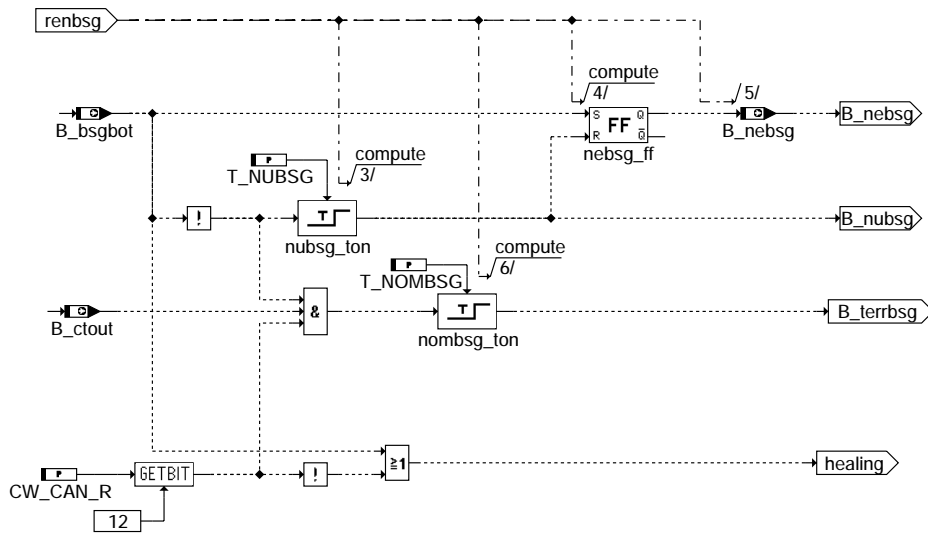 renbsg
compute
4/
/5/
B_bsgbot
S
FF
Q
R
Q̅
nebsg_ff
B_nebsg
B_nebsg
P
T_NUBSG
compute
3/
!
T
nubsg_ton
B_nubsg
compute
6/
P
T_NOMBSG
B_ctout
&
T
nombsg_ton
B_terrbsg
≧1
P
CW_CAN_R
GETBIT
!
healing
12